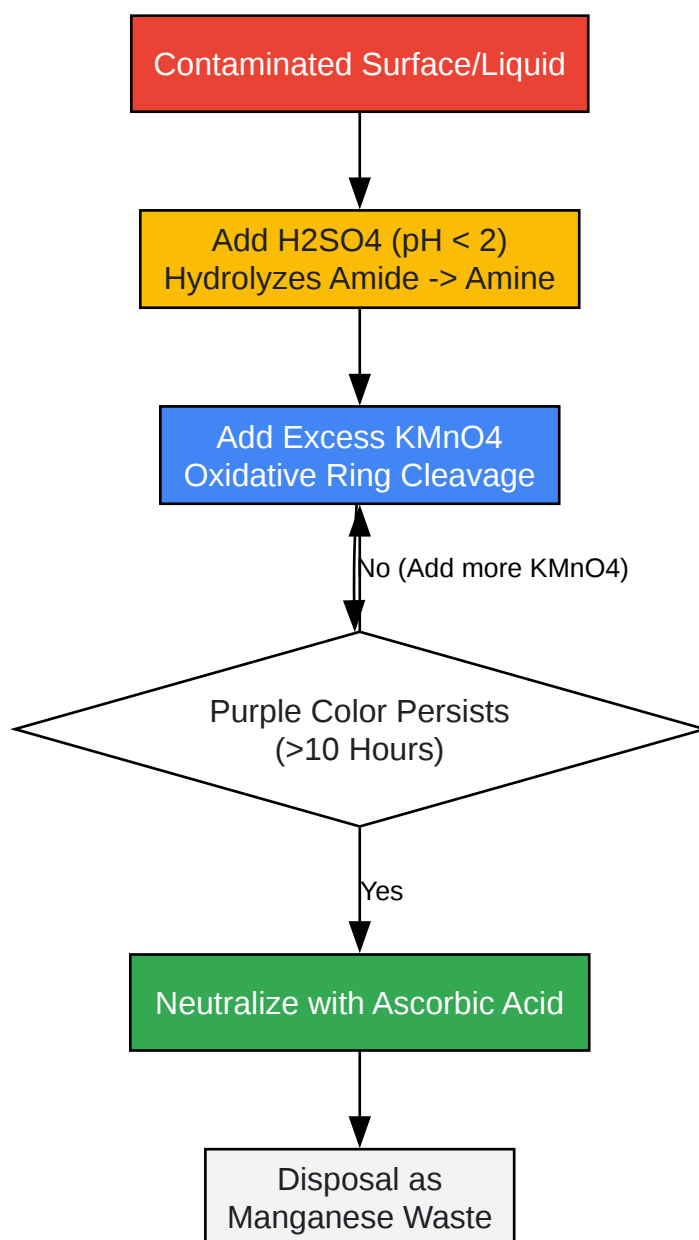 Contaminated Surface/Liquid
Add H2SO4 (pH < 2)
Hydrolyzes Amide -> Amine
Add Excess KMnO4
Oxidative Ring Cleavage
No (Add more KMnO4)
Purple Color Persists
(>10 Hours)
Yes
Neutralize with Ascorbic Acid
Disposal as
Manganese Waste